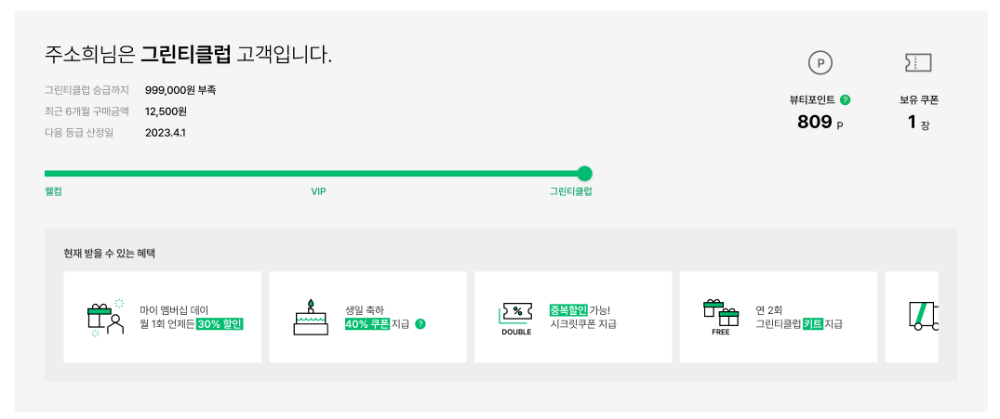 주소희님은 그린티클럽 고객입니다.
그린티클럽 승급까지 999,000원 부족
최근 6개월 구매금액 12,500원
다음 등급 산정일 2023.4.1
P
뷰티포인트 ?
809 P
보유 쿠폰
1 장
웰컴 VIP 그린티클럽
현재 받을 수 있는 혜택
마이 멤버십 데이
월 1회 언제든 30% 할인
생일 축하
40% 쿠폰 지급 ?
%
DOUBLE
중복할인 가능!
시크릿쿠폰 지급
FREE
연 2회
그린티클럽 키트 지급